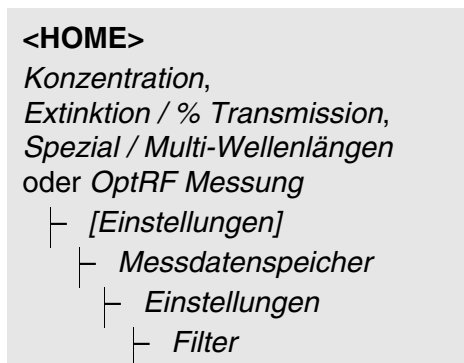 <HOME>
Konzentration,
Extinktion / % Transmission,
Spezial / Multi-Wellenlängen
oder OptRF Messung
[Einstellungen]
Messdatenspeicher
Einstellungen
Filter